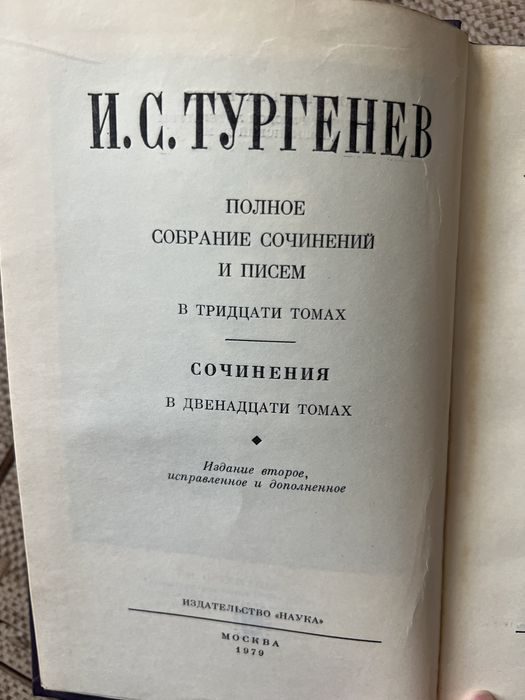 И. С. ТУРГЕНЕВ
ПОЛНОЕ
СОБРАНИЕ СОЧИНЕНИЙ
И ПИСЕМ
В ТРИДЦАТИ ТОМАХ
СОЧИНЕНИЯ
В ДВЕНАДЦАТИ ТОМАХ
Издание второе,
исправленное и дополненное
ИЗДАТЕЛЬСТВО «НАУКА»
МОСКВА
1979